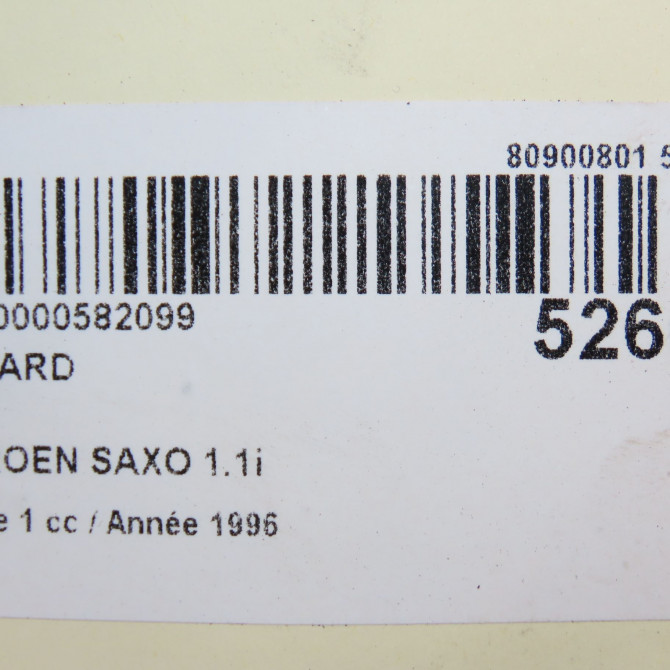 80900801 5
0000582099
526
ARD
OEN SAXO 1.1i
e 1 cc / Année 1996